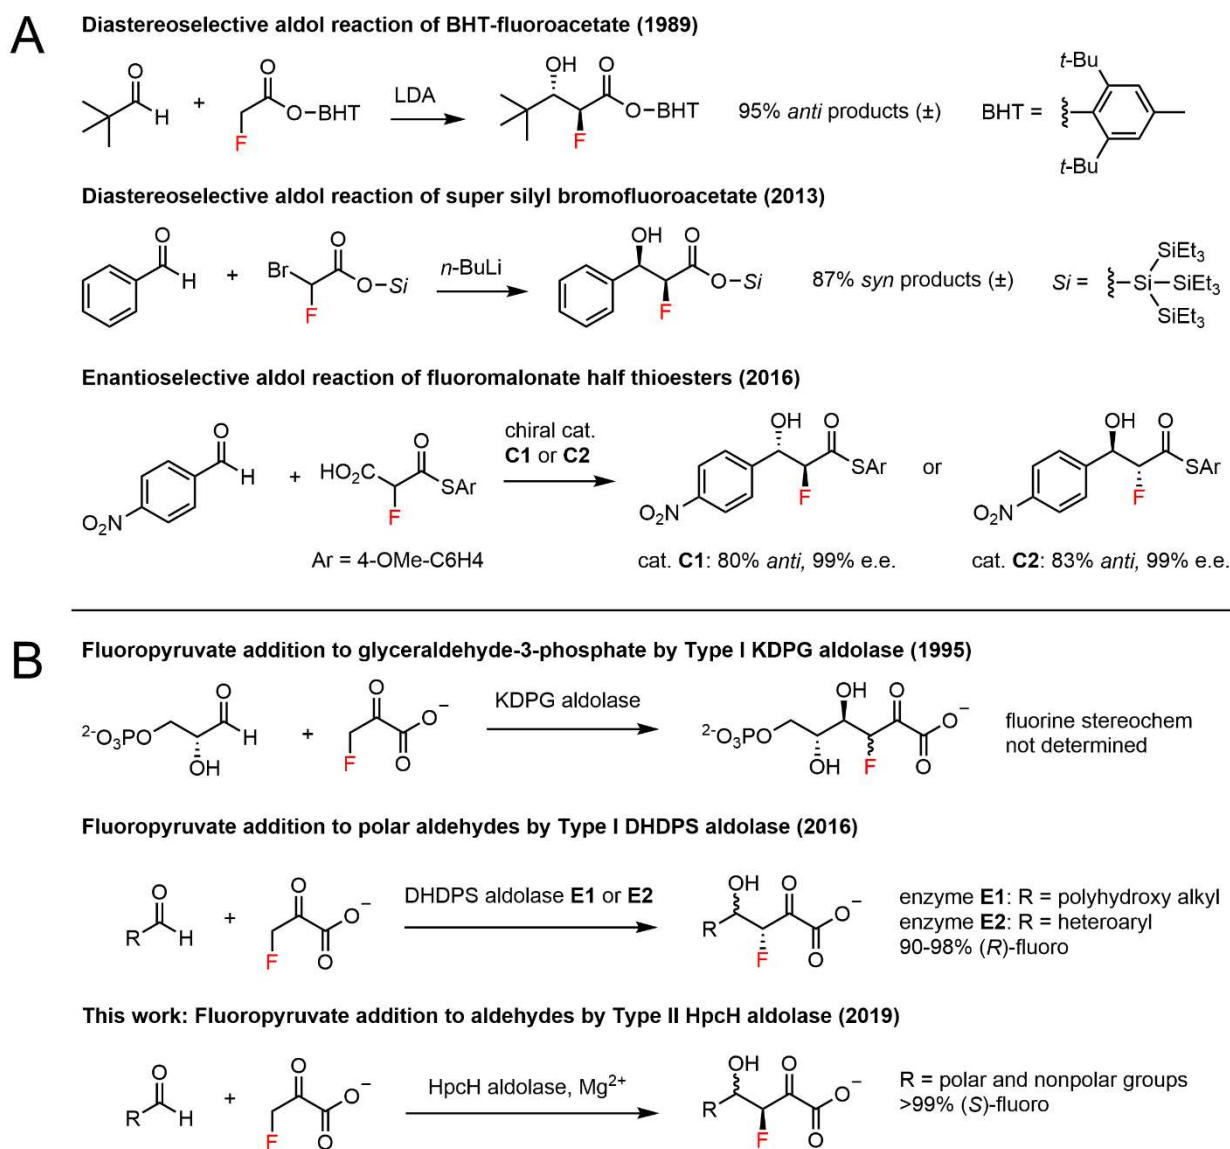 A
Diastereoselective aldol reaction of BHT-fluoroacetate (1989)
O
H
+
O
O–BHT
F
LDA
OH
O
O–BHT
F
95% anti products (±)
BHT =
t-Bu
t-Bu
Diastereoselective aldol reaction of super silyl bromofluoroacetate (2013)
O
H
+
Br
O
O–Si
F
n-BuLi
OH
O
O–Si
F
87% syn products (±)
Si =
SiEt3
Si–SiEt3
SiEt3
Enantioselective aldol reaction of fluoromalonate half thioesters (2016)
O
H
O2N
+
HO2C
O
SAr
F
Ar = 4-OMe-C6H4
chiral cat.
C1 or C2
OH
O
SAr
F
O2N
cat. C1: 80% anti, 99% e.e.
or
OH
O
SAr
F
O2N
cat. C2: 83% anti, 99% e.e.
B
Fluoropyruvate addition to glyceraldehyde-3-phosphate by Type I KDPG aldolase (1995)
2-O3PO
O
H
OH
+
O
O−
F
O
KDPG aldolase
2-O3PO
OH
O
O−
OH
F
O
fluorine stereochem
not determined
Fluoropyruvate addition to polar aldehydes by Type I DHDPS aldolase (2016)
O
R
H
+
O
O−
F
O
DHDPS aldolase E1 or E2
OH
O
R
O−
F
O
enzyme E1: R = polyhydroxy alkyl
enzyme E2: R = heteroaryl
90-98% (R)-fluoro
This work: Fluoropyruvate addition to aldehydes by Type II HpcH aldolase (2019)
O
R
H
+
O
O−
F
O
HpcH aldolase, Mg2+
OH
O
R
O−
F
O
R = polar and nonpolar groups
>99% (S)-fluoro